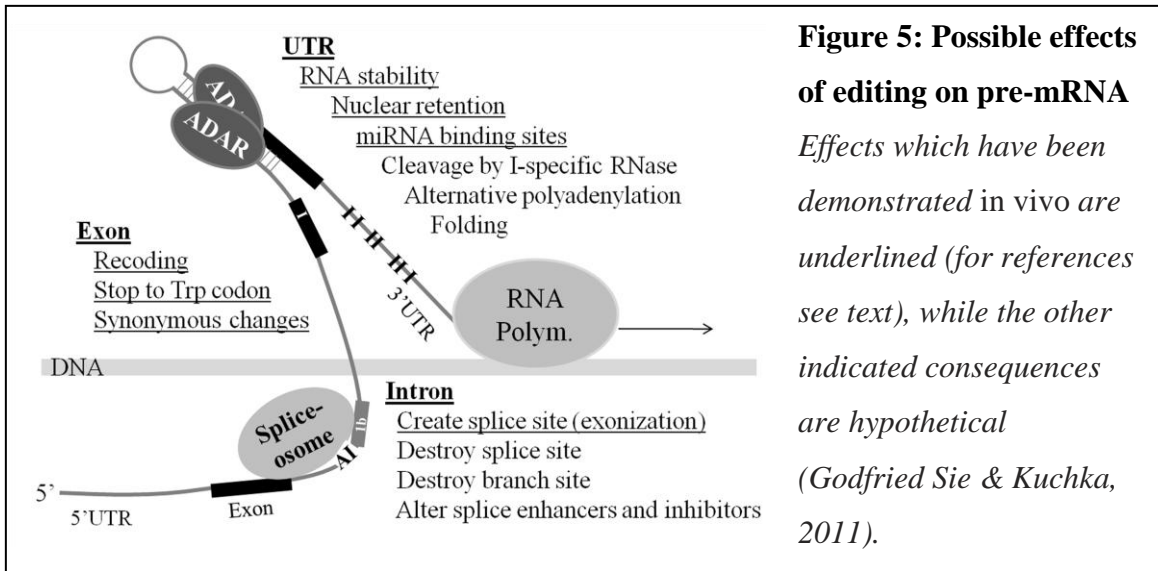 UTR
RNA stability
Nuclear retention
miRNA binding sites
Cleavage by I-specific RNase
Alternative polyadenylation
Folding
ADAR
AD
I
I I II II I
3’UTR
RNA
Polym.
Exon
Recoding
Stop to Trp codon
Synonymous changes
DNA
Intron
Create splice site (exonization)
Destroy splice site
Destroy branch site
Alter splice enhancers and inhibitors
Splice-
osome
1b
AI
5’
5’UTR
Exon
Figure 5: Possible effects
of editing on pre-mRNA
Effects which have been
demonstrated in vivo are
underlined (for references
see text), while the other
indicated consequences
are hypothetical
(Godfried Sie & Kuchka,
2011).